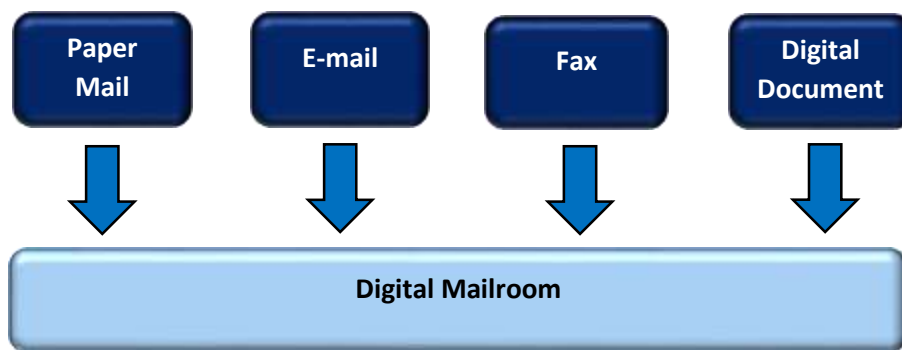 Paper
Mail
E-mail
Fax
Digital
Document
Digital Mailroom